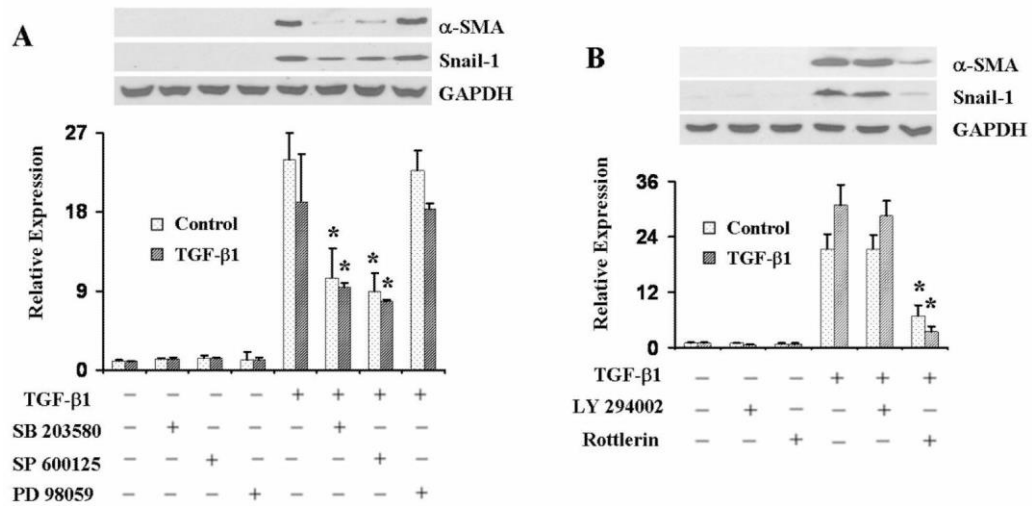 A
α-SMA
Snail-1
GAPDH
27
18
9
0
Relative Expression
Control
TGF-β1
* * * *
TGF-β1 − − − − + + + +
SB 203580 − + − − − + − −
SP 600125 − − + − − − + −
PD 98059 − − − + − − − +
B
α-SMA
Snail-1
GAPDH
36
24
12
0
Relative Expression
Control
TGF-β1
* *
TGF-β1 − − − + + +
LY 294002 − + − − + −
Rottlerin − − + − − +